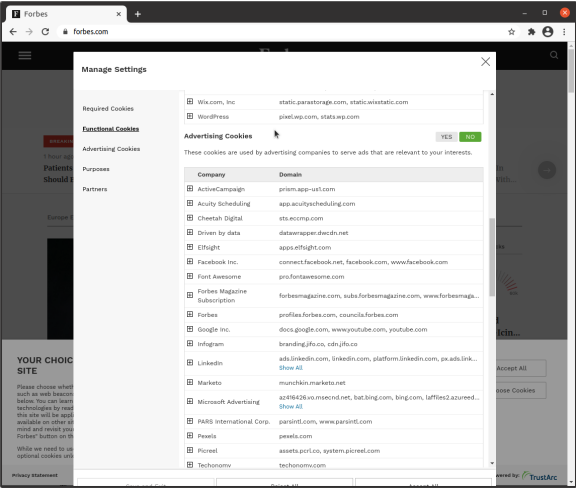 Forbes
forbes.com
Manage Settings
Required Cookies
Functional Cookies
Advertising Cookies
Purposes
Partners
Wix.com, Inc static.parastorage.com, static.wixstatic.com
WordPress pixel.wp.com, stats.wp.com
Advertising Cookies YES NO
These cookies are used by advertising companies to serve ads that are relevant to your interests.
Company Domain
ActiveCampaign prism.app-us1.com
Acuity Scheduling app.acuityscheduling.com
Cheetah Digital sts.eccmp.com
Driven by data datawrapper.dwcdn.net
Elfsight apps.elfsight.com
Facebook Inc. connect.facebook.net, facebook.com, www.facebook.com
Font Awesome pro.fontawesome.com
Forbes Magazine
Subscription forbesmagazine.com, subs.forbesmagazine.com, www.forbesmaga...
Forbes profiles.forbes.com, councils.forbes.com
Google Inc. docs.google.com, www.youtube.com, youtube.com
Infogram branding.jifo.co, cdn.jifo.co
LinkedIn ads.linkedin.com, linkedin.com, platform.linkedin.com, px.ads.link...
Show All
Marketo munchkin.marketo.net
Microsoft Advertising az416426.vo.msecnd.net, bat.bing.com, bing.com, laffiles2.azureed...
Show All
PARS International Corp. parsintl.com, www.parsintl.com
Pexels pexels.com
Picreel assets.pcrl.co, system.picreel.com
Techonomy techonomy.com
Reject All
Accept All
YOUR CHOIC
SITE
Please choose wheth
such as web beacon
below. You can learn
technologies by read
this site will be applie
available on other sit
mind and revisit your
Forbes" button on th
While we need to us
optional cookies unl
Accept All
oose Cookies
Privacy Statement
wered by: TrustArc
BREAKIN
1 hour ago
Patients
Should B